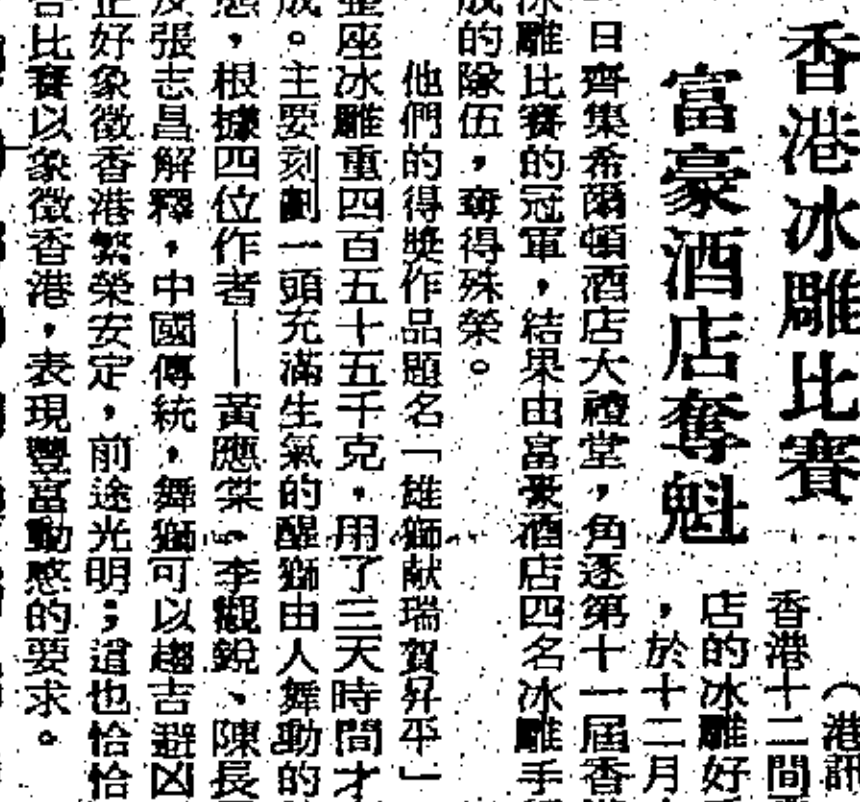 香港冰雕比賽
富豪酒店奪魁
（港訊
香港十二間
店的冰雕好
，於十二月
日齊集希爾頓酒店大禮堂，角逐第十一屆香
冰雕比賽的冠軍，結果由富豪酒店四名冰雕手
成的隊伍，奪得殊榮。
他們的得獎作品題名「雄獅献瑞賀昇平」
整座冰雕重四百五十五千克，用了三天時間才
成。主要刻劃一頭充滿生氣的醒獅由人舞動的
態，根據四位作者——黃應棠、李觀銳、陳長
及張志昌解釋，中國傳統，舞獅可以趨吉避凶
正好象徵香港繁榮安定，前途光明；這也恰恰
合比賽以象徵香港，表現豐富動感的要求。